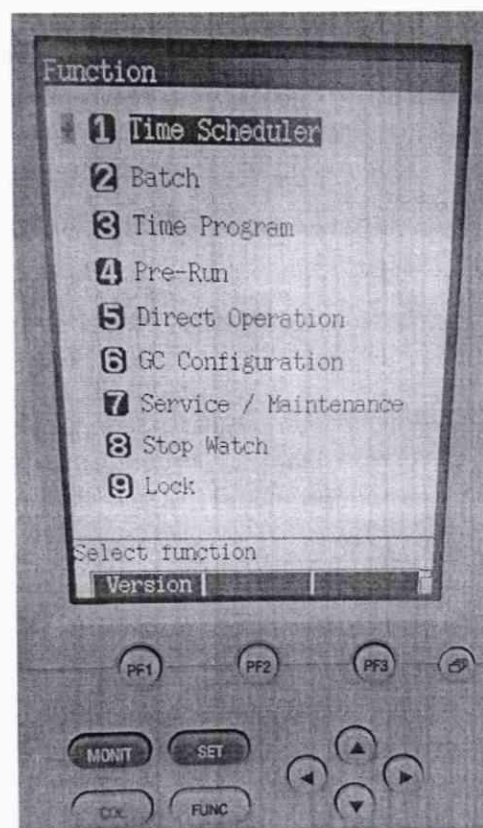 Function
1 Time Scheduler
2 Batch
3 Time Program
4 Pre-Run
5 Direct Operation
6 GC Configuration
7 Service / Maintenance
8 Stop Watch
9 Lock
Select function
Version
PF1 PF2 PF3
MONIT SET
COL FUNC